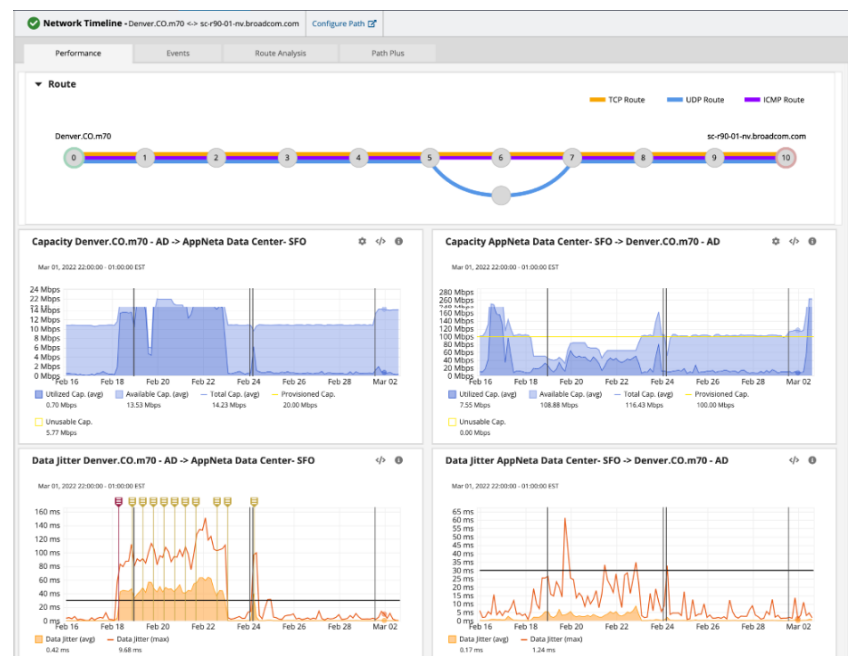 Network Timeline - Denver.CO.m70 <-> sc-r90-01-nv.broadcom.com Configure Path
Performance Events Route Analysis Path Plus
Route
TCP Route UDP Route ICMP Route
Denver.CO.m70 sc-r90-01-nv.broadcom.com
0 1 2 3 4 5 6 7 8 9 10
Capacity Denver.CO.m70 - AD -> AppNeta Data Center- SFO </>
Mar 01, 2022 22:00:00 - 01:00:00 EST
24 Mbps
22 Mbps
12 Mbps
10 Mbps
8 Mbps
6 Mbps
4 Mbps
2 Mbps
0 Mbps
Feb 16 Feb 18 Feb 20 Feb 22 Feb 24 Feb 26 Feb 28 Mar 02
Utilized Cap. (avg) Available Cap. (avg) Total Cap. (avg) Provisioned Cap.
0.70 Mbps 13.53 Mbps 14.23 Mbps 20.00 Mbps
Unusable Cap.
5.77 Mbps
Capacity AppNeta Data Center- SFO -> Denver.CO.m70 - AD </>
Mar 01, 2022 22:00:00 - 01:00:00 EST
280 Mbps
260 Mbps
160 Mbps
140 Mbps
120 Mbps
100 Mbps
80 Mbps
60 Mbps
40 Mbps
20 Mbps
0 Mbps
Feb 16 Feb 18 Feb 20 Feb 22 Feb 24 Feb 26 Feb 28 Mar 02
Utilized Cap. (avg) Available Cap. (avg) Total Cap. (avg) Provisioned Cap.
7.55 Mbps 108.88 Mbps 116.43 Mbps 100.00 Mbps
Unusable Cap.
0.00 Mbps
Data Jitter Denver.CO.m70 - AD -> AppNeta Data Center- SFO </>
Mar 01, 2022 22:00:00 - 01:00:00 EST
160 ms
140 ms
120 ms
100 ms
80 ms
60 ms
40 ms
20 ms
0 ms
Feb 16 Feb 18 Feb 20 Feb 22 Feb 24 Feb 26 Feb 28 Mar 02
Data Jitter (avg) Data Jitter (max)
0.42 ms 9.68 ms
Data Jitter AppNeta Data Center- SFO -> Denver.CO.m70 - AD </>
Mar 01, 2022 22:00:00 - 01:00:00 EST
65 ms
60 ms
55 ms
50 ms
45 ms
40 ms
35 ms
30 ms
25 ms
20 ms
15 ms
10 ms
5 ms
0 ms
Feb 16 Feb 18 Feb 20 Feb 22 Feb 24 Feb 26 Feb 28 Mar 02
Data Jitter (avg) Data Jitter (max)
0.17 ms 1.24 ms